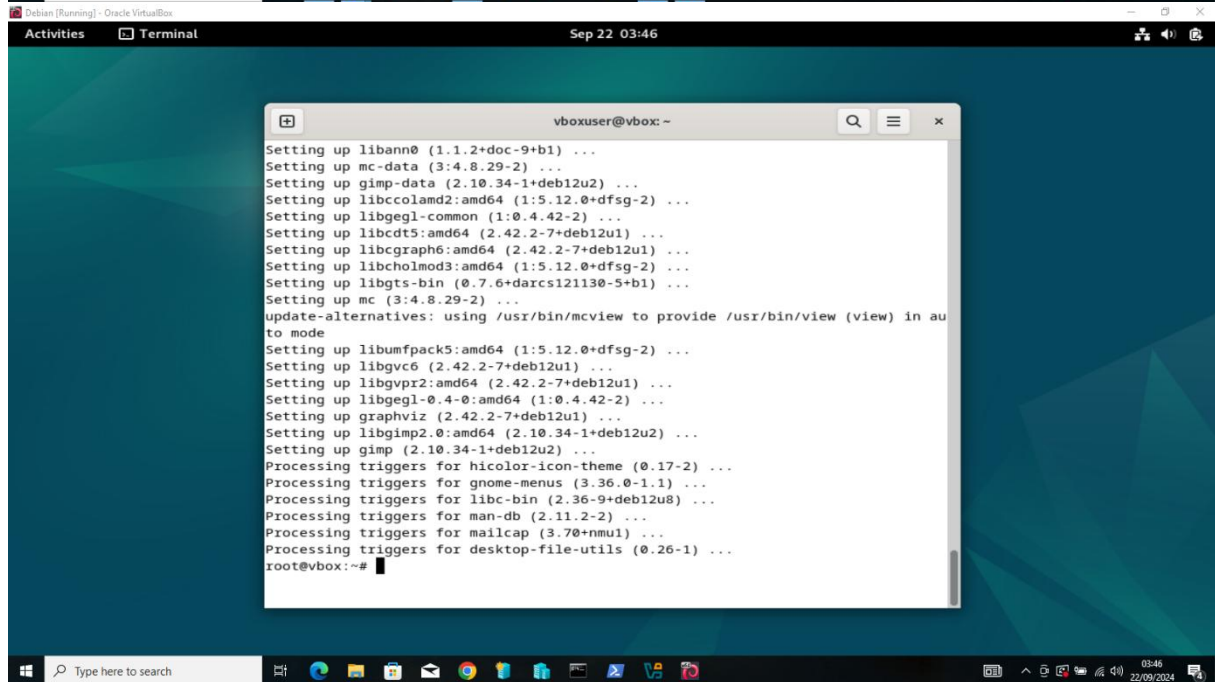 Debian [Running] - Oracle VirtualBox
Activities Terminal Sep 22 03:46
vboxuser@vbox: ~
Setting up libann0 (1.1.2+doc-9+b1) ...
Setting up mc-data (3:4.8.29-2) ...
Setting up gimp-data (2.10.34-1+deb12u2) ...
Setting up libccolamd2:amd64 (1:5.12.0+dfsg-2) ...
Setting up libgegl-common (1:0.4.42-2) ...
Setting up libcdt5:amd64 (2.42.2-7+deb12u1) ...
Setting up libcgraph6:amd64 (2.42.2-7+deb12u1) ...
Setting up libcholmod3:amd64 (1:5.12.0+dfsg-2) ...
Setting up libgts-bin (0.7.6+darcs121130-5+b1) ...
Setting up mc (3:4.8.29-2) ...
update-alternatives: using /usr/bin/mcview to provide /usr/bin/view (view) in au
to mode
Setting up libumfpack5:amd64 (1:5.12.0+dfsg-2) ...
Setting up libgvc6 (2.42.2-7+deb12u1) ...
Setting up libgvpr2:amd64 (2.42.2-7+deb12u1) ...
Setting up libgegl-0.4-0:amd64 (1:0.4.42-2) ...
Setting up graphviz (2.42.2-7+deb12u1) ...
Setting up libgimp2.0:amd64 (2.10.34-1+deb12u2) ...
Setting up gimp (2.10.34-1+deb12u2) ...
Processing triggers for hicolor-icon-theme (0.17-2) ...
Processing triggers for gnome-menus (3.36.0-1.1) ...
Processing triggers for libc-bin (2.36-9+deb12u8) ...
Processing triggers for man-db (2.11.2-2) ...
Processing triggers for mailcap (3.70+nmu1) ...
Processing triggers for desktop-file-utils (0.26-1) ...
root@vbox:~#
Type here to search
03:46
22/09/2024